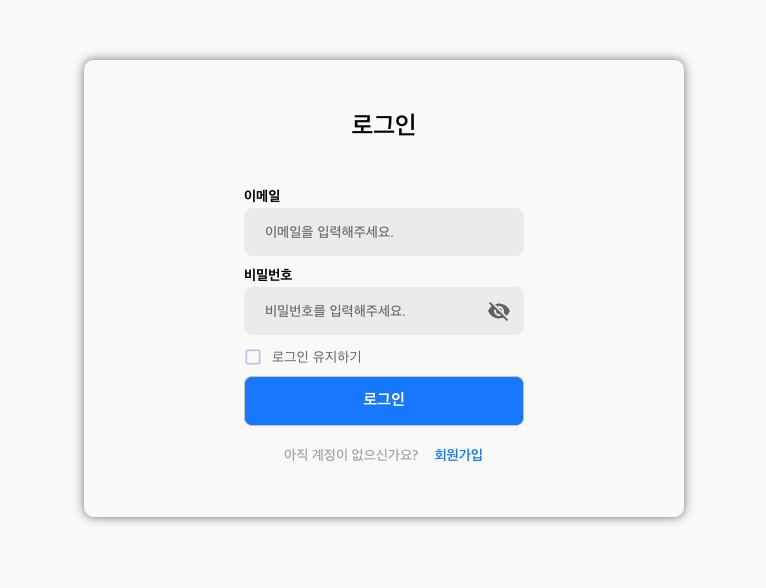 로그인
이메일
이메일을 입력해주세요.
비밀번호
비밀번호를 입력해주세요.
로그인 유지하기
로그인
아직 계정이 없으신가요? 회원가입